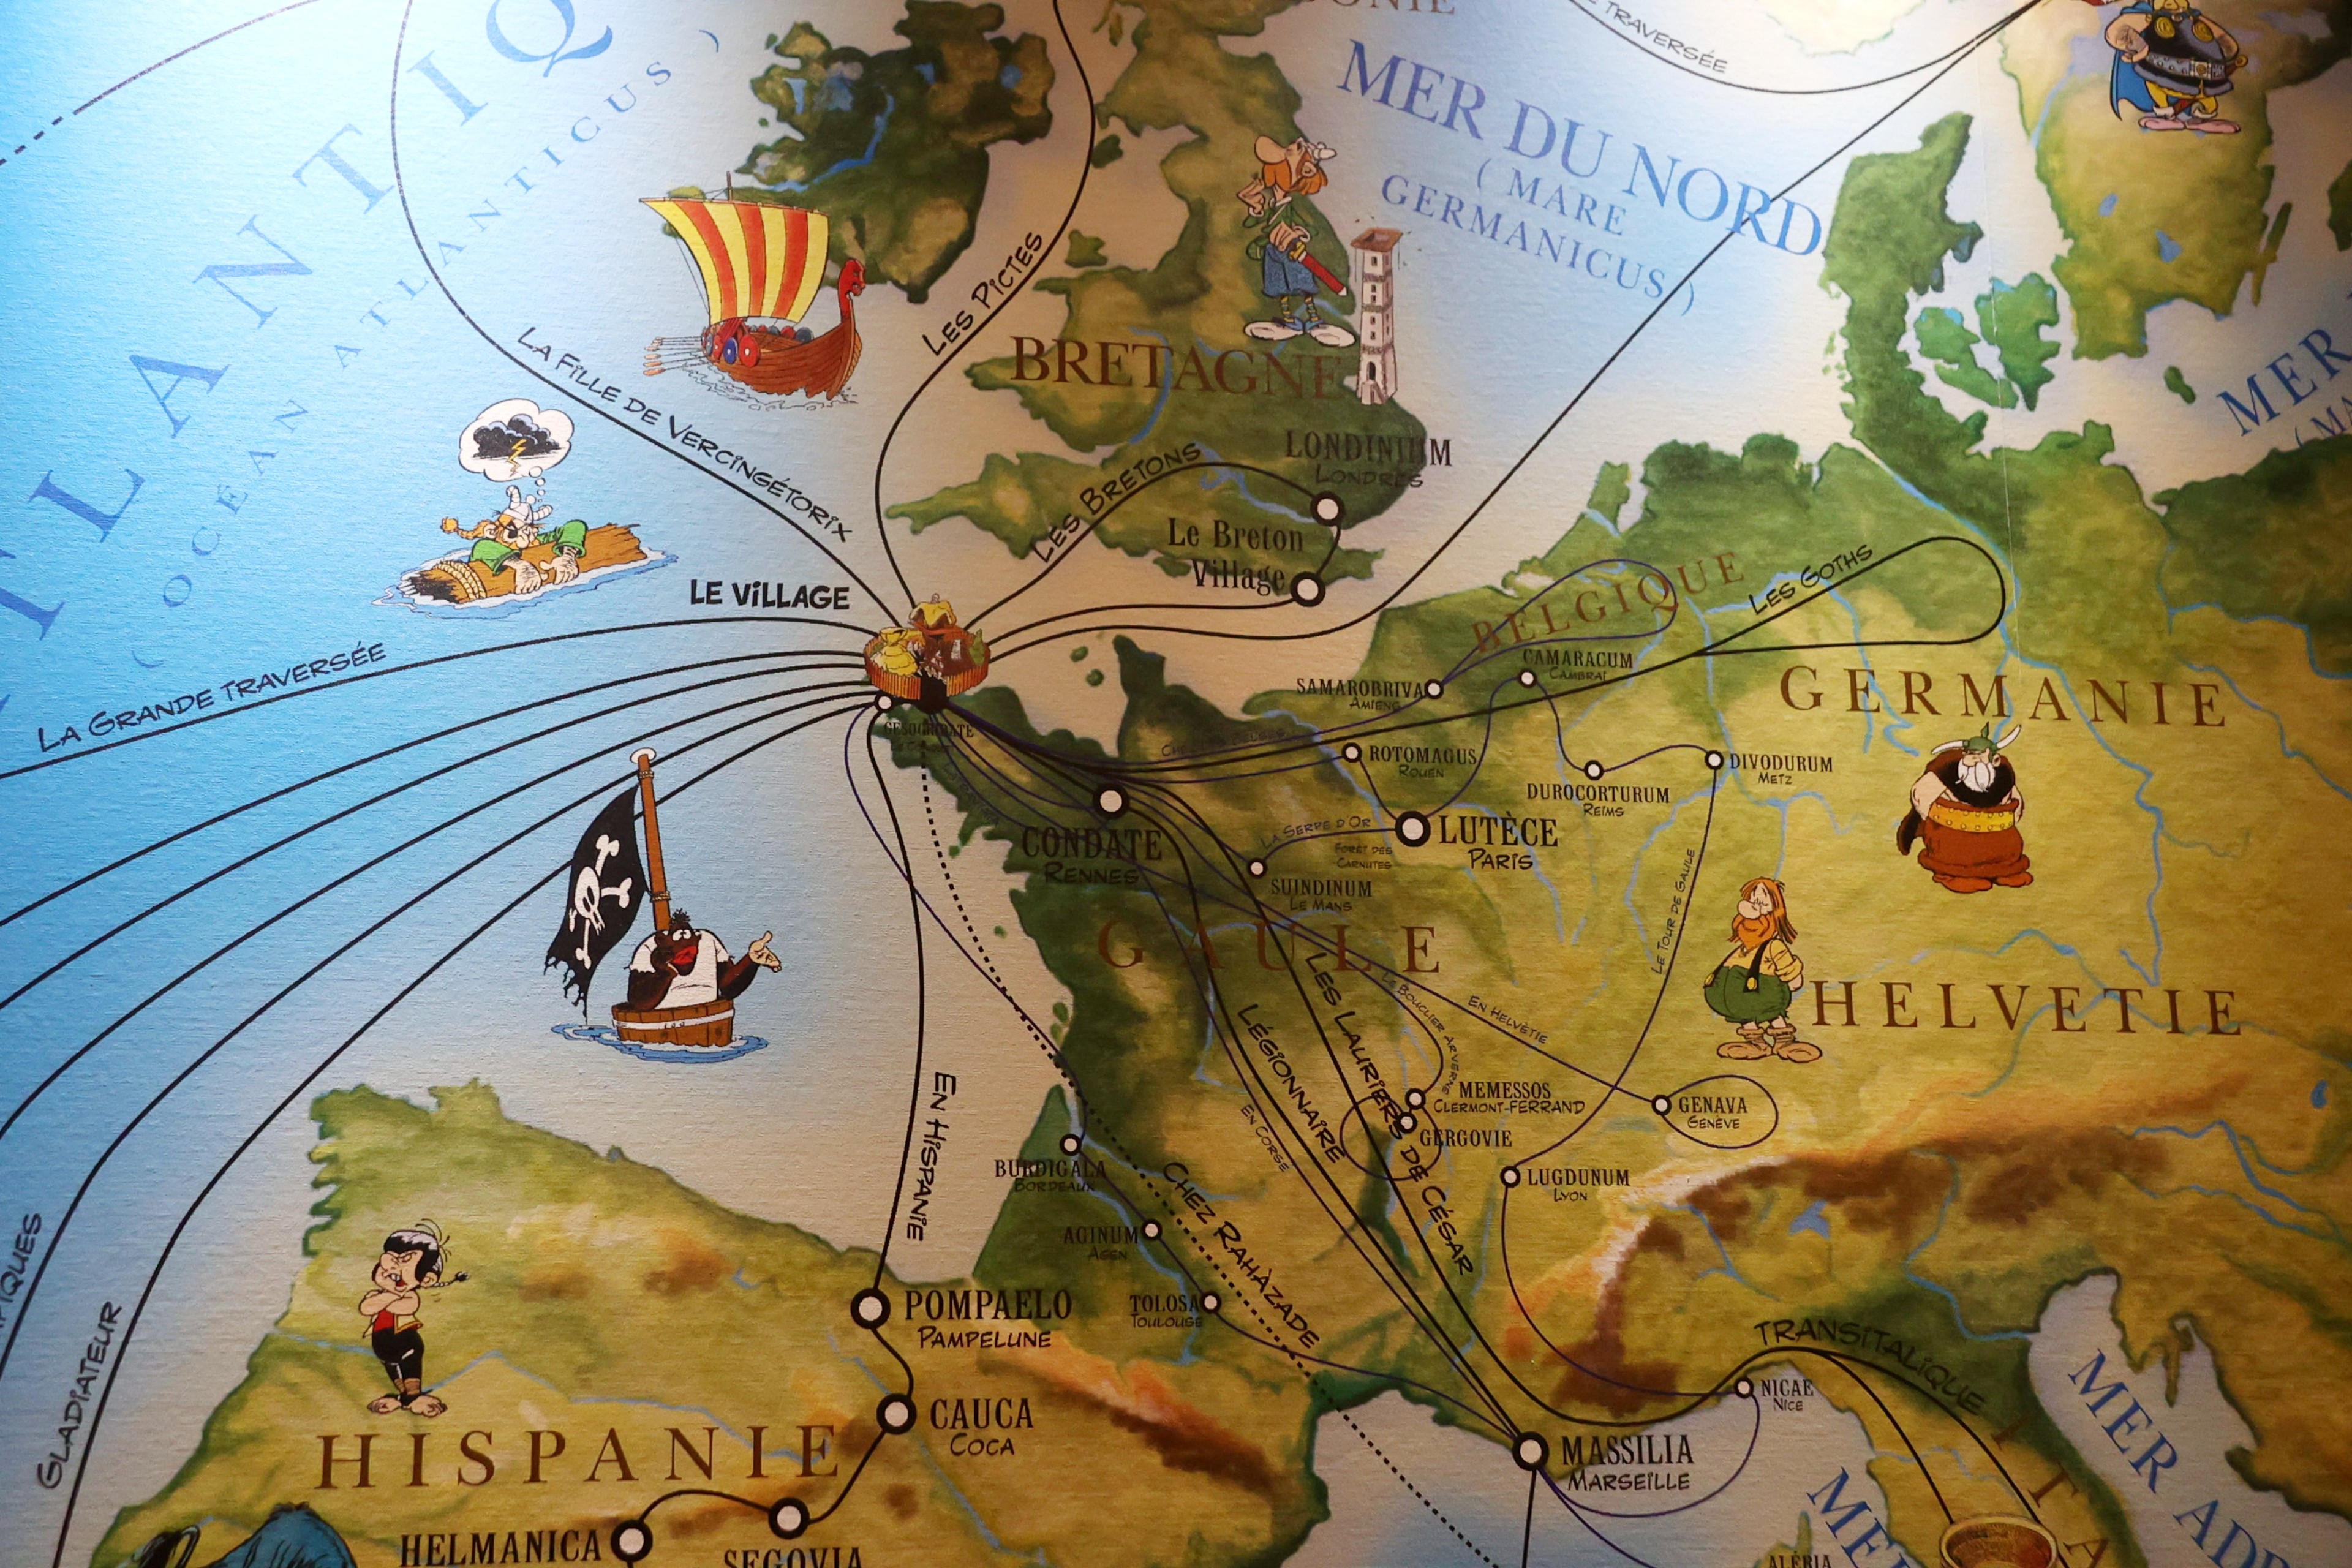 ONIE
TRAVERSÉE
MER DU NORD
( MARE
GERMANICUS )
TLANTIQ
( OCÉAN ATLANTICUS )
LES PICTES
LA FILLE DE VERCINGÉTORIX
BRETAGNE
LONDINIUM
LONDRES
LES BRETONS
Le Breton
Village
LE VILLAGE
LA GRANDE TRAVERSÉE
MER
BELGIQUE
LES GOTHS
CAMARACUM
CAMBRAI
SAMAROBRIVA
AMIENS
GERMANIE
ROTOMAGUS
ROUEN
DIVODURUM
METZ
DUROCORTURUM
REIMS
CONDATE
RENNES
LA SERPE D'OR
LUTÈCE
PARIS
FORÊT DES
CARNUTES
SUINDINUM
LE MANS
LE TOUR DE GAULE
GAULE
HELVETIE
LE BOUCLIER ARVERNE
EN HELVÉTIE
LES LAURIERS DE CÉSAR
LÉGIONNAIRE
EN CORSE
EN HISPANIE
MEMESSOS
CLERMONT-FERRAND
GERGOVIE
GENAVA
GENÈVE
LUGDUNUM
LYON
BURDIGALA
BORDEAUX
AGINUM
AGEN
CHEZ RAHÀZADE
TOLOSA
TOULOUSE
POMPAELO
PAMPELUNE
PIQUES
GLADIATEUR
TRANSITALIQUE
NICAE
NICE
CAUCA
COCA
HISPANIE
MASSILIA
MARSEILLE
ITA
MER ADR
MER
HELMANICA
SEGOVIA
ALÉRIA